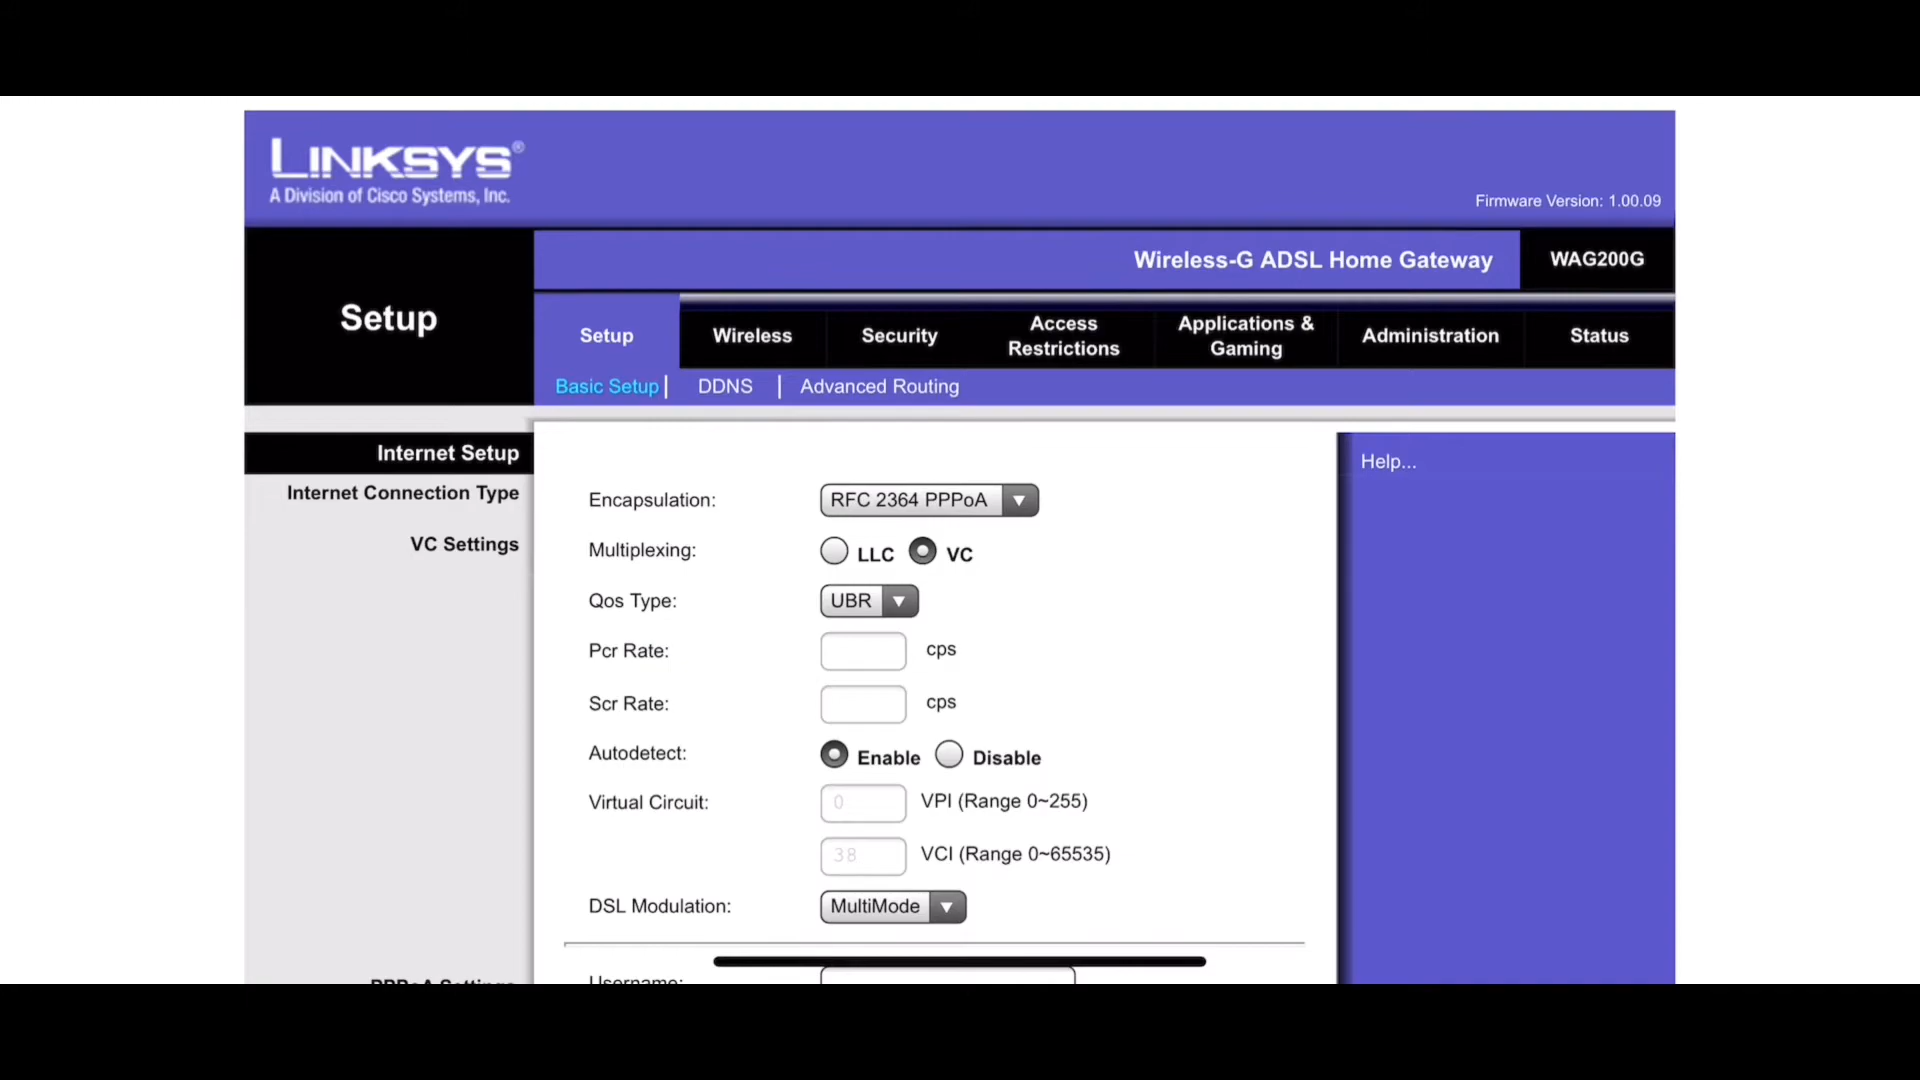 LINKSYS®
A Division of Cisco Systems, Inc.
Firmware Version: 1.00.09
Wireless-G ADSL Home Gateway WAG200G
Setup
Setup Wireless Security Access Restrictions Applications & Gaming Administration Status
Basic Setup | DDNS | Advanced Routing
Internet Setup
Help...
Internet Connection Type
Encapsulation: RFC 2364 PPPoA
VC Settings
Multiplexing: LLC VC
Qos Type: UBR
Pcr Rate: cps
Scr Rate: cps
Autodetect: Enable Disable
Virtual Circuit: 0 VPI (Range 0~255)
38 VCI (Range 0~65535)
DSL Modulation: MultiMode
PPPoA Settings
Username: